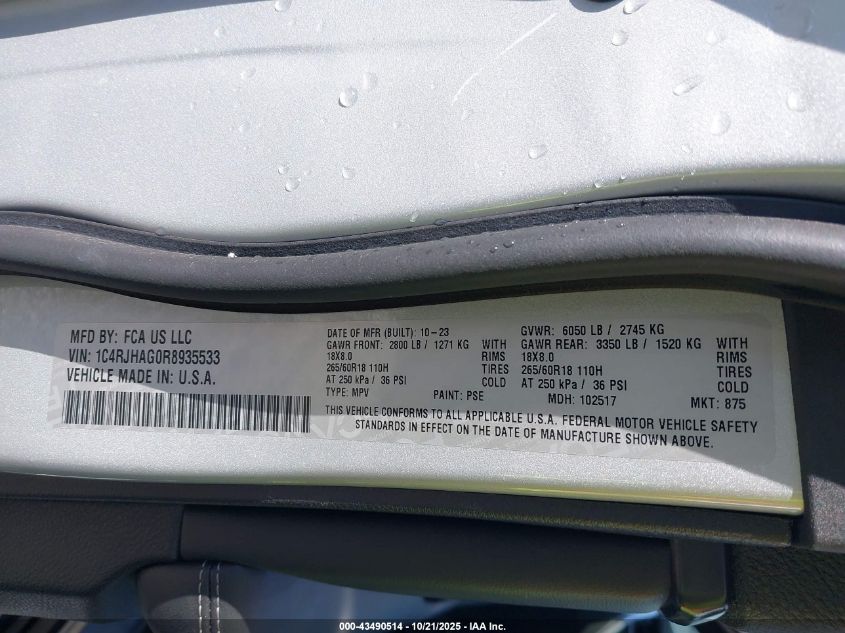 MFD BY: FCA US LLC
VIN: 1C4RJHAG0R8935533
VEHICLE MADE IN: U.S.A.
DATE OF MFR (BUILT): 10-23
GAWR FRONT: 2800 LB / 1271 KG WITH
18X8.0 RIMS
265/60R18 110H TIRES
AT 250 kPa / 36 PSI COLD
TYPE: MPV PAINT: PSE
GVWR: 6050 LB / 2745 KG
GAWR REAR: 3350 LB / 1520 KG WITH
18X8.0 RIMS
265/60R18 110H TIRES
AT 250 kPa / 36 PSI COLD
MDH: 102517 MKT: 875
THIS VEHICLE CONFORMS TO ALL APPLICABLE U.S.A. FEDERAL MOTOR VEHICLE SAFETY
STANDARDS IN EFFECT ON THE DATE OF MANUFACTURE SHOWN ABOVE.
000-43490514 - 10/21/2025 - IAA Inc.